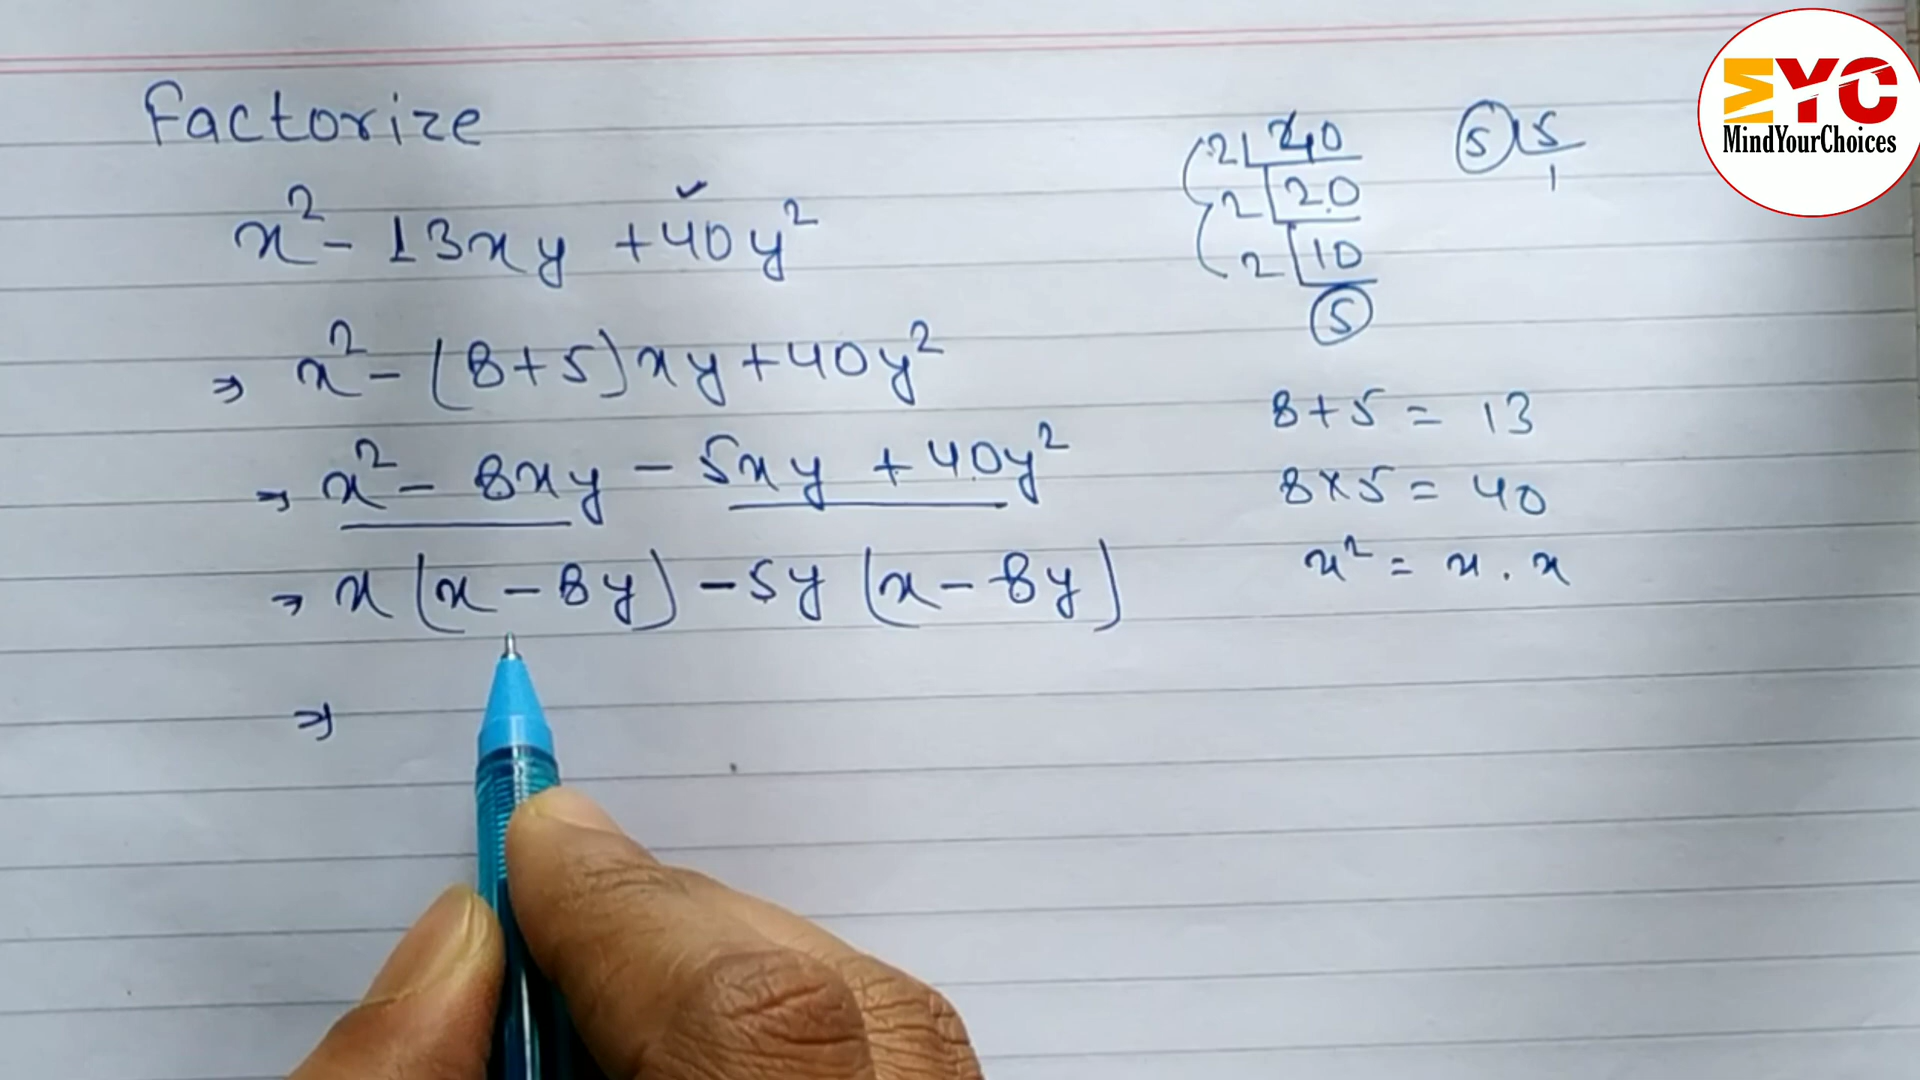 Factorize
x² - 13xy + 40y²
⇒ x² - (8+5)xy + 40y²
⇒ x² - 8xy - 5xy + 40y²
⇒ x(x - 8y) - 5y(x - 8y)
⇒
2 | 40
2 | 20
2 | 10
5
5 | 5
1
8 + 5 = 13
8 × 5 = 40
x² = x . x
MYC
MindYourChoices